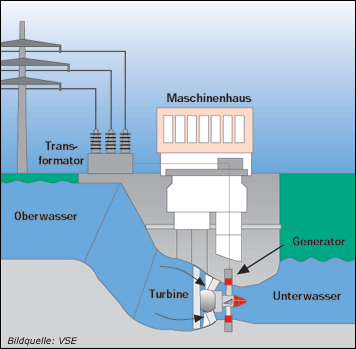 Maschinenhaus
Trans-
formator
Oberwasser
Generator
Turbine
Unterwasser
Bildquelle: VSE